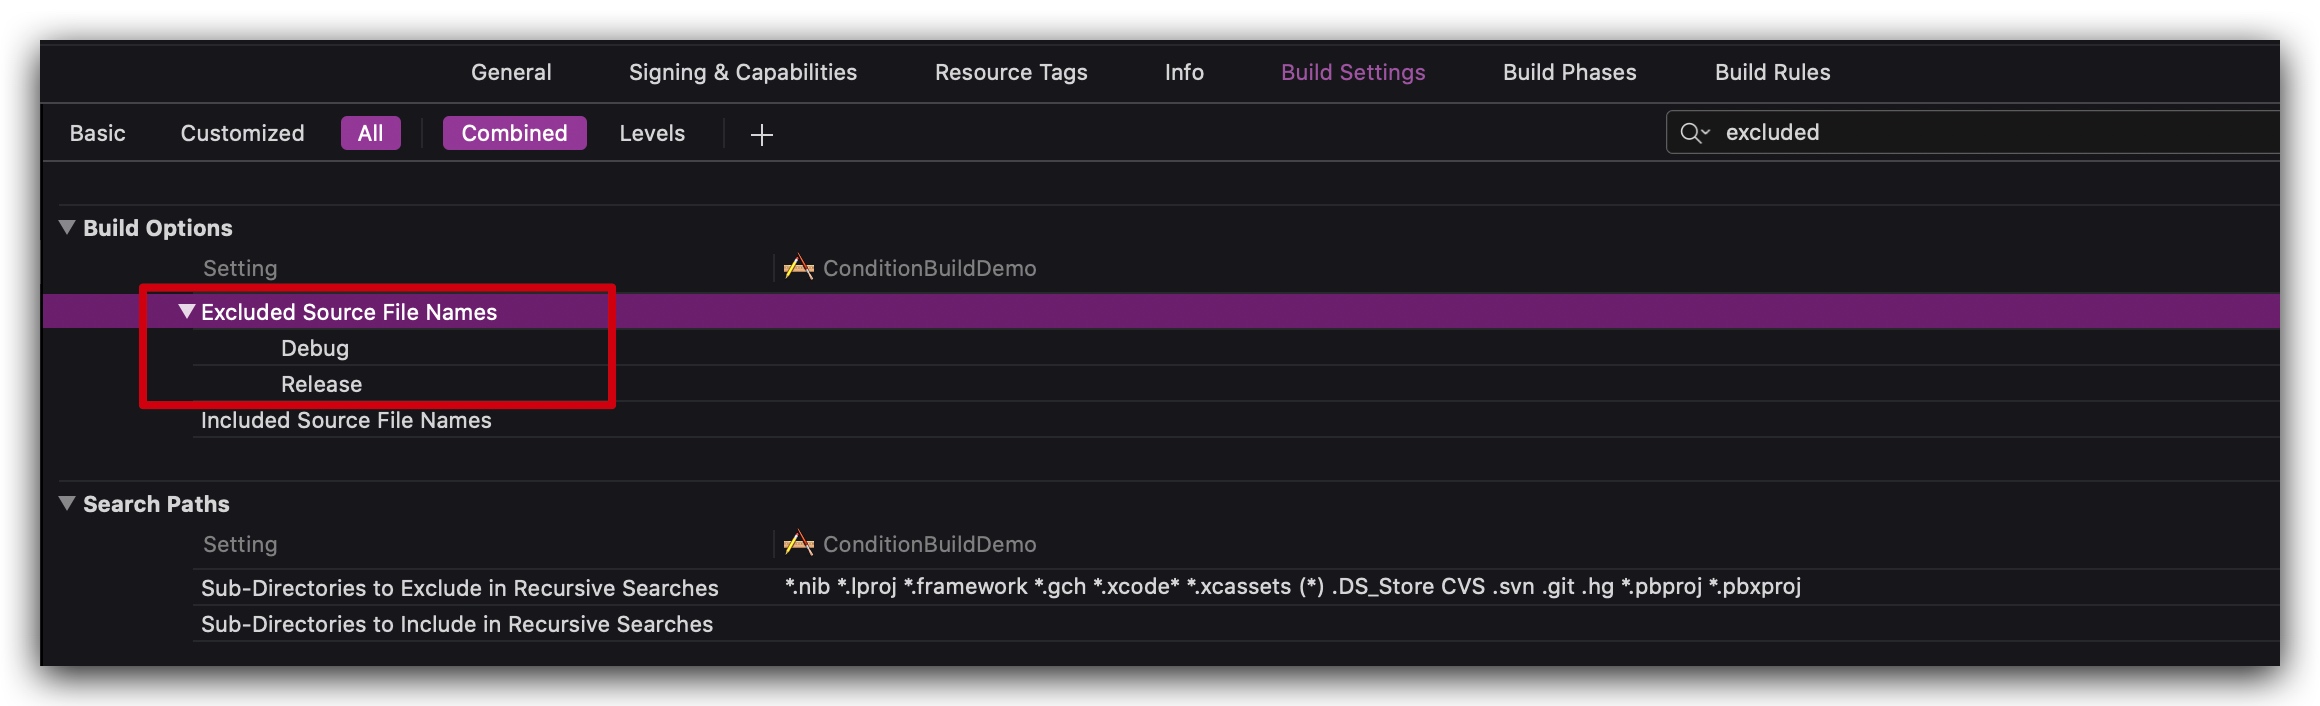 General Signing & Capabilities Resource Tags Info Build Settings Build Phases Build Rules
Basic Customized All Combined Levels + excluded
Build Options
Setting ConditionBuildDemo
Excluded Source File Names
Debug
Release
Included Source File Names
Search Paths
Setting ConditionBuildDemo
Sub-Directories to Exclude in Recursive Searches *.nib *.lproj *.framework *.gch *.xcode* *.xcassets (*) .DS_Store CVS .svn .git .hg *.pbproj *.pbxproj
Sub-Directories to Include in Recursive Searches